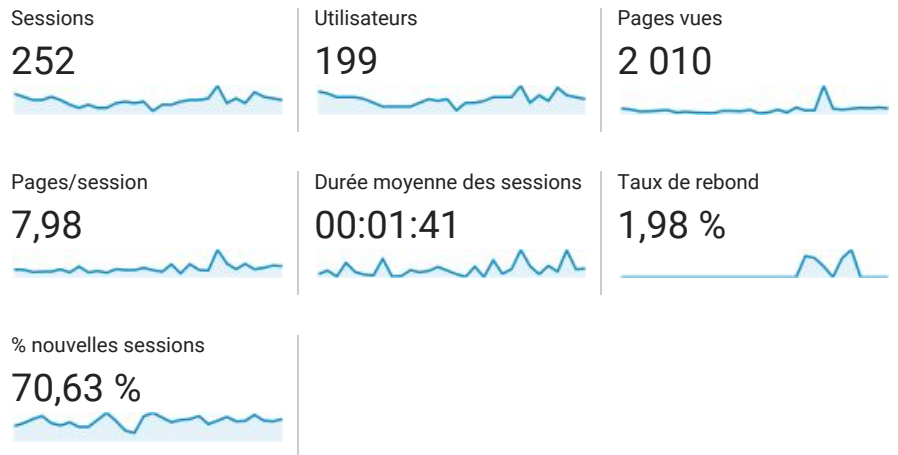 Sessions
252
Utilisateurs
199
Pages vues
2 010
Pages/session
7,98
Durée moyenne des sessions
00:01:41
Taux de rebond
1,98 %
% nouvelles sessions
70,63 %